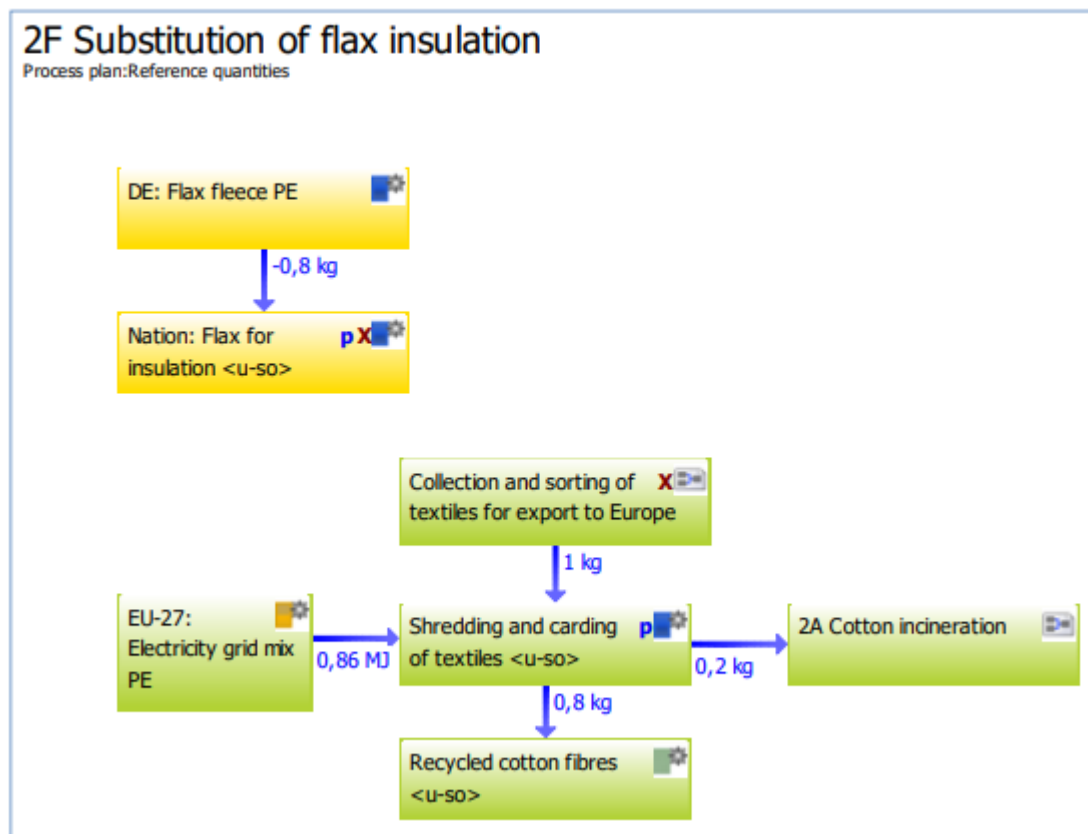 2F Substitution of flax insulation
Process plan:Reference quantities
DE: Flax fleece PE
-0,8 kg
Nation: Flax for
insulation <u-so>
p X
Collection and sorting of
textiles for export to Europe
X
1 kg
EU-27:
Electricity grid mix
PE
0,86 MJ
Shredding and carding
of textiles <u-so>
p
0,2 kg
2A Cotton incineration
0,8 kg
Recycled cotton fibres
<u-so>